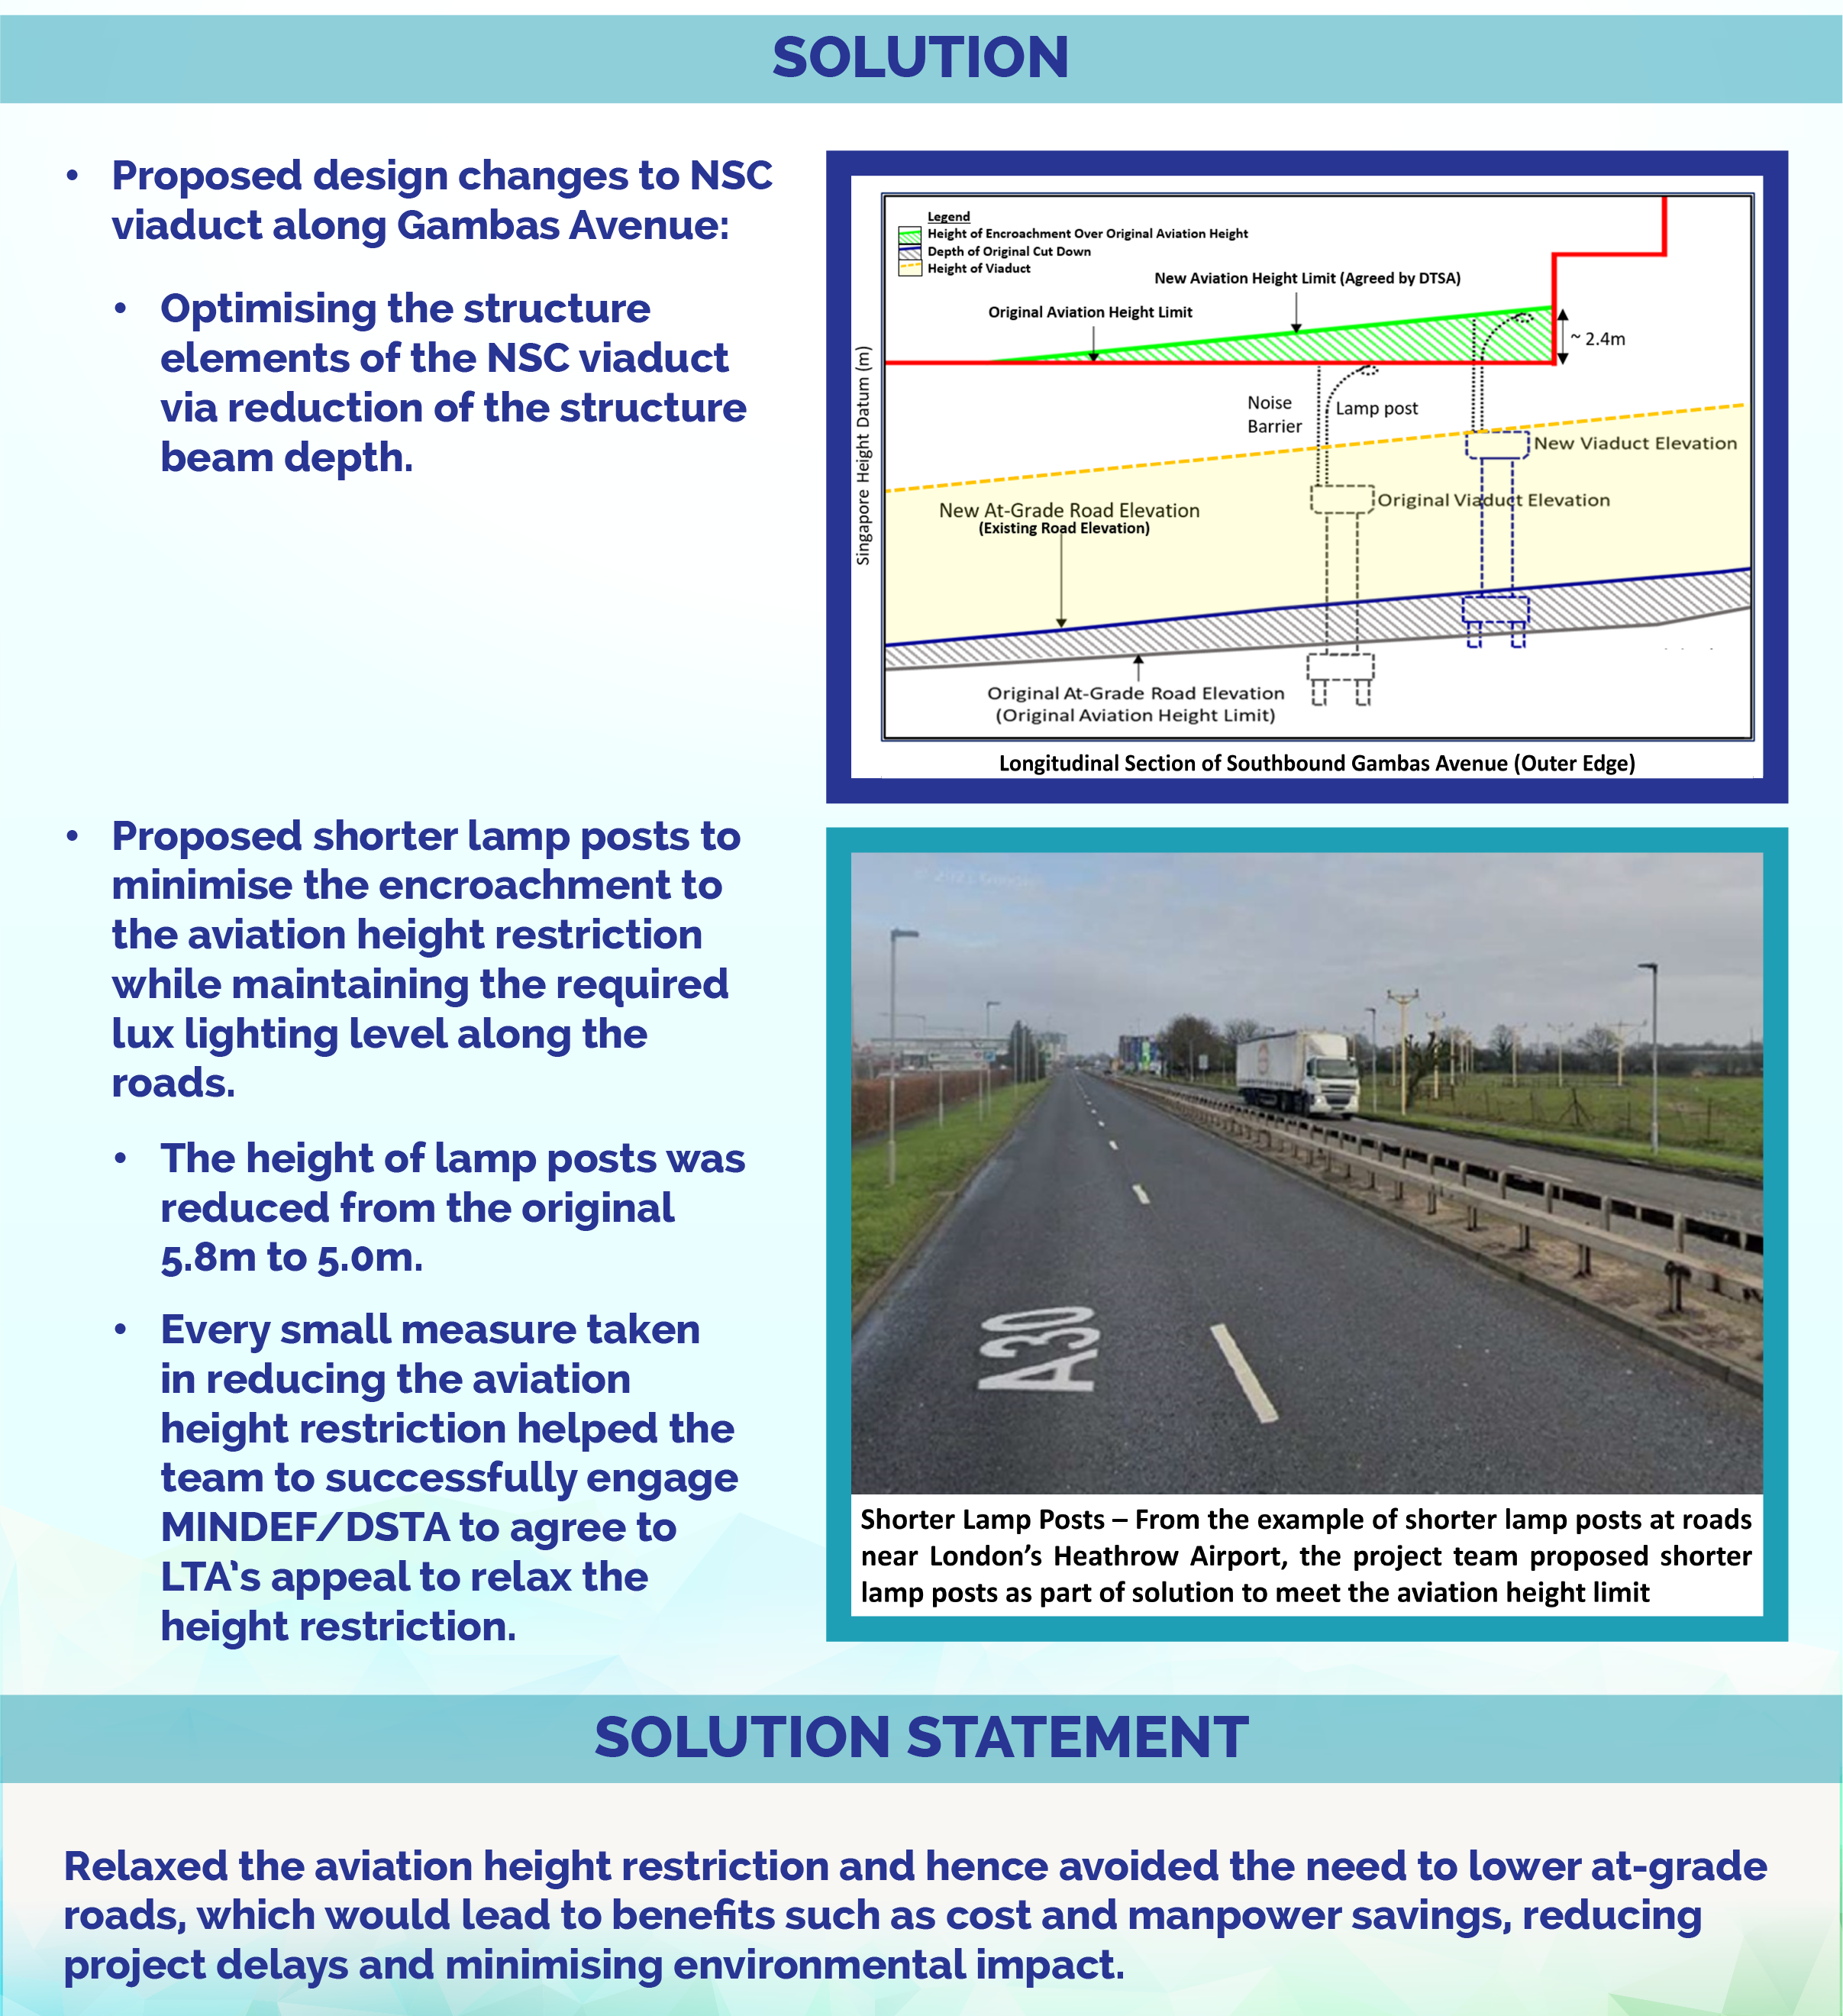 SOLUTION
• Proposed design changes to NSC
viaduct along Gambas Avenue:
• Optimising the structure
elements of the NSC viaduct
via reduction of the structure
beam depth.
Legend
Height of Encroachment Over Original Aviation Height
Depth of Original Cut Down
Height of Viaduct
New Aviation Height Limit (Agreed by DTSA)
Original Aviation Height Limit
~ 2.4m
Singapore Height Datum (m)
Noise
Barrier
Lamp post
New Viaduct Elevation
Original Viaduct Elevation
New At-Grade Road Elevation
(Existing Road Elevation)
Original At-Grade Road Elevation
(Original Aviation Height Limit)
Longitudinal Section of Southbound Gambas Avenue (Outer Edge)
• Proposed shorter lamp posts to
minimise the encroachment to
the aviation height restriction
while maintaining the required
lux lighting level along the
roads.
• The height of lamp posts was
reduced from the original
5.8m to 5.0m.
• Every small measure taken
in reducing the aviation
height restriction helped the
team to successfully engage
MINDEF/DSTA to agree to
LTA's appeal to relax the
height restriction.
A30
Shorter Lamp Posts – From the example of shorter lamp posts at roads
near London's Heathrow Airport, the project team proposed shorter
lamp posts as part of solution to meet the aviation height limit
SOLUTION STATEMENT
Relaxed the aviation height restriction and hence avoided the need to lower at-grade
roads, which would lead to benefits such as cost and manpower savings, reducing
project delays and minimising environmental impact.